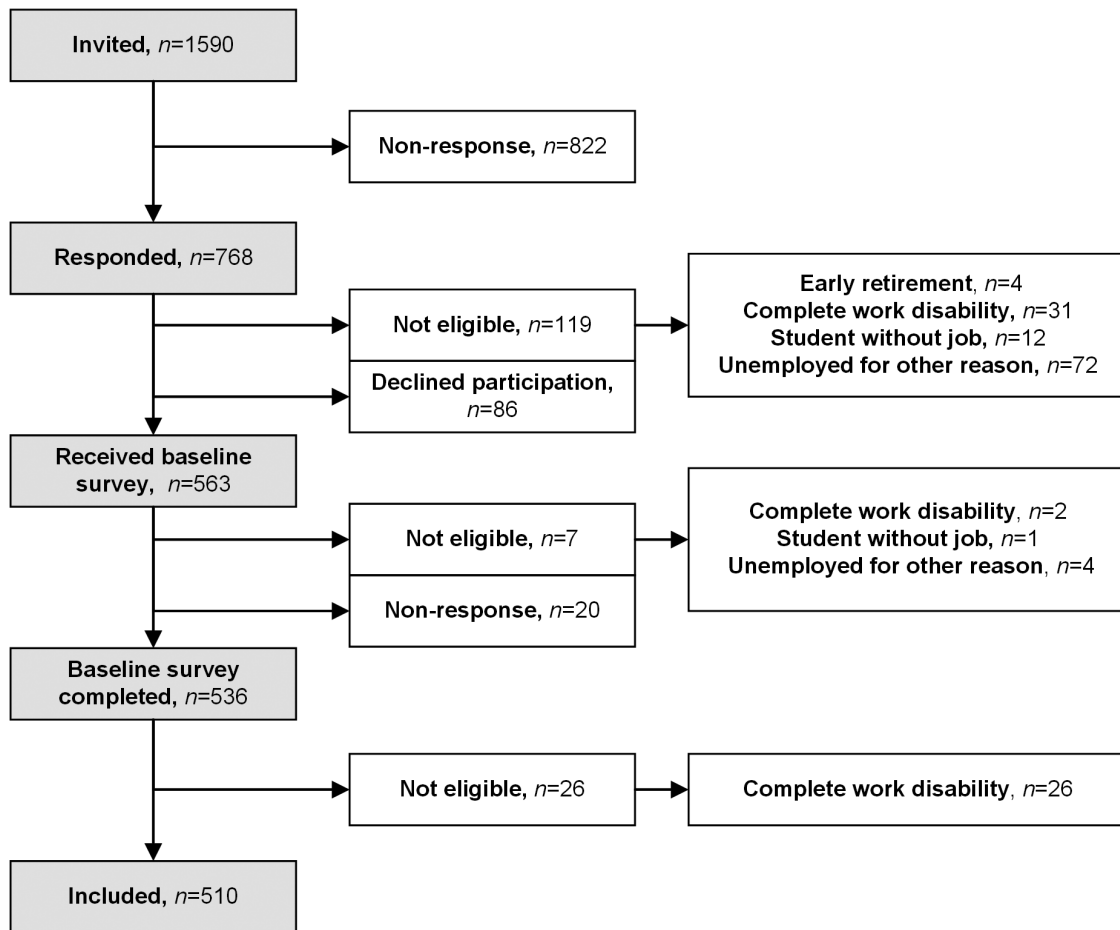 Invited, n=1590
Non-response, n=822
Responded, n=768
Not eligible, n=119
Early retirement, n=4
Complete work disability, n=31
Student without job, n=12
Unemployed for other reason, n=72
Declined participation,
n=86
Received baseline
survey, n=563
Not eligible, n=7
Complete work disability, n=2
Student without job, n=1
Unemployed for other reason, n=4
Non-response, n=20
Baseline survey
completed, n=536
Not eligible, n=26
Complete work disability, n=26
Included, n=510